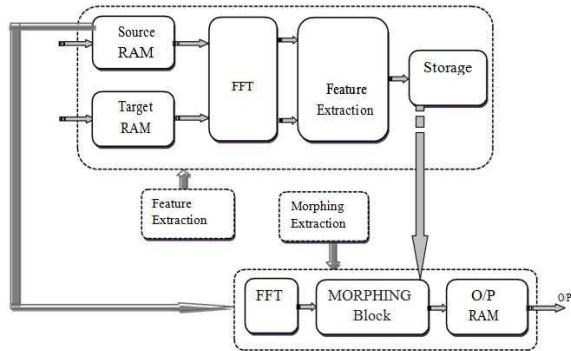 Source
RAM
Target
RAM
FFT
Feature
Extraction
Storage
Feature
Extraction
Morphing
Extraction
FFT
MORPHING
Block
O/P
RAM
O/P